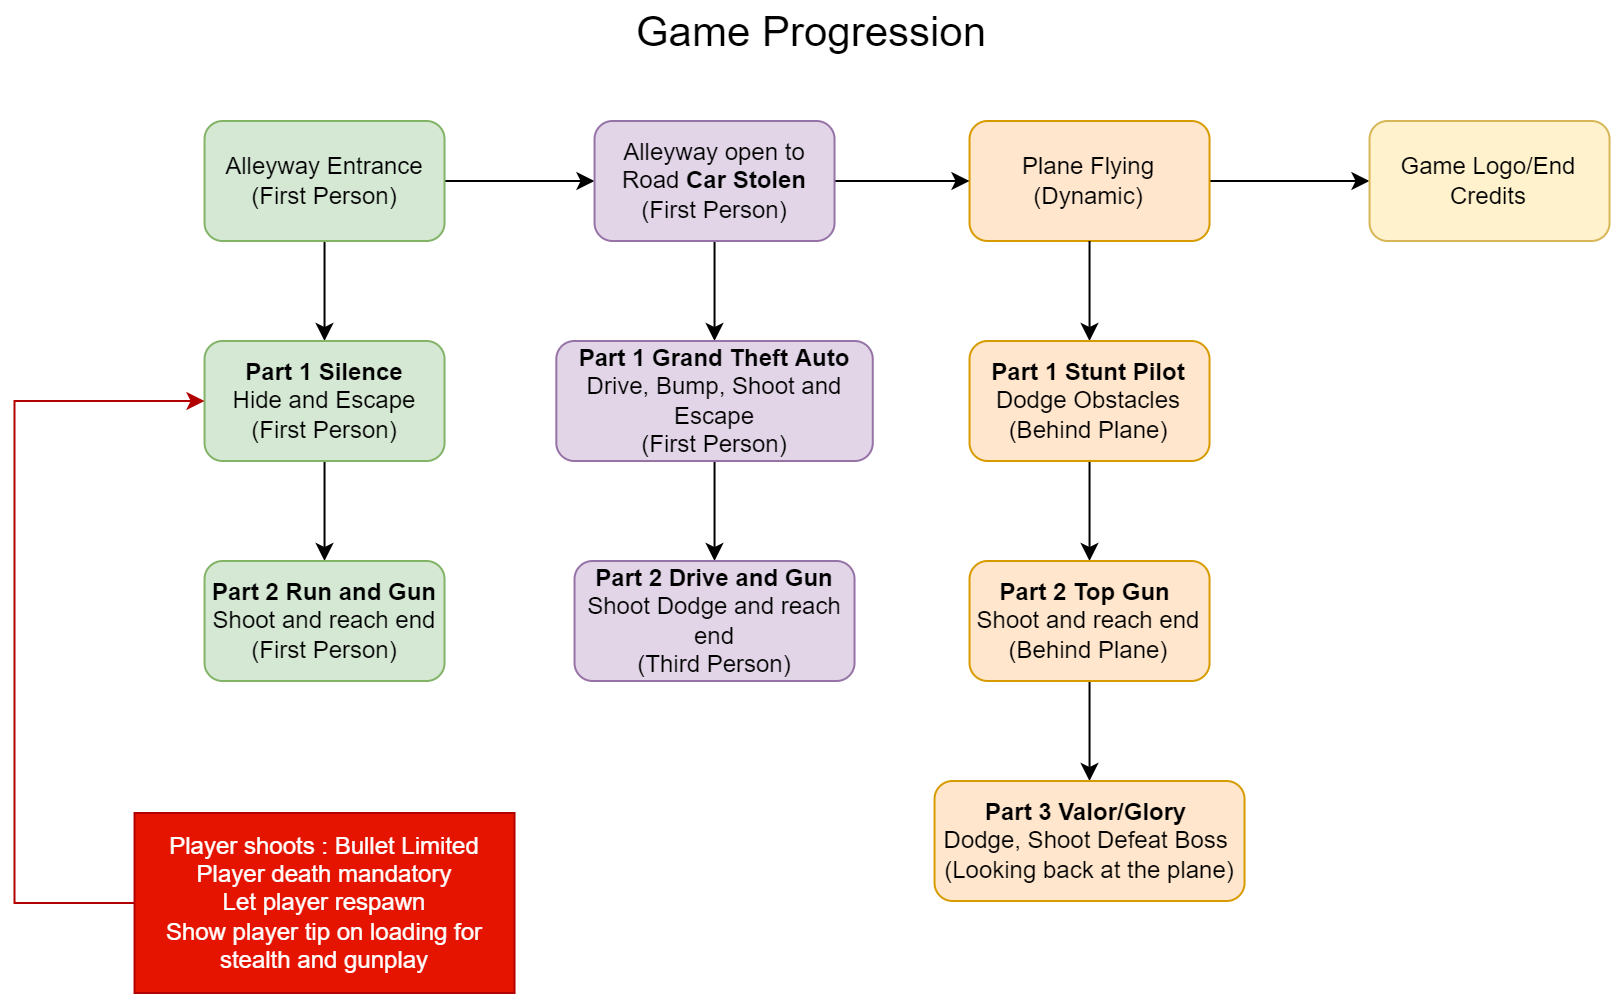 Game Progression
Alleyway Entrance
(First Person)
Alleyway open to
Road Car Stolen
(First Person)
Plane Flying
(Dynamic)
Game Logo/End
Credits
Part 1 Silence
Hide and Escape
(First Person)
Part 1 Grand Theft Auto
Drive, Bump, Shoot and
Escape
(First Person)
Part 1 Stunt Pilot
Dodge Obstacles
(Behind Plane)
Part 2 Run and Gun
Shoot and reach end
(First Person)
Part 2 Drive and Gun
Shoot Dodge and reach
end
(Third Person)
Part 2 Top Gun
Shoot and reach end
(Behind Plane)
Part 3 Valor/Glory
Dodge, Shoot Defeat Boss
(Looking back at the plane)
Player shoots : Bullet Limited
Player death mandatory
Let player respawn
Show player tip on loading for
stealth and gunplay